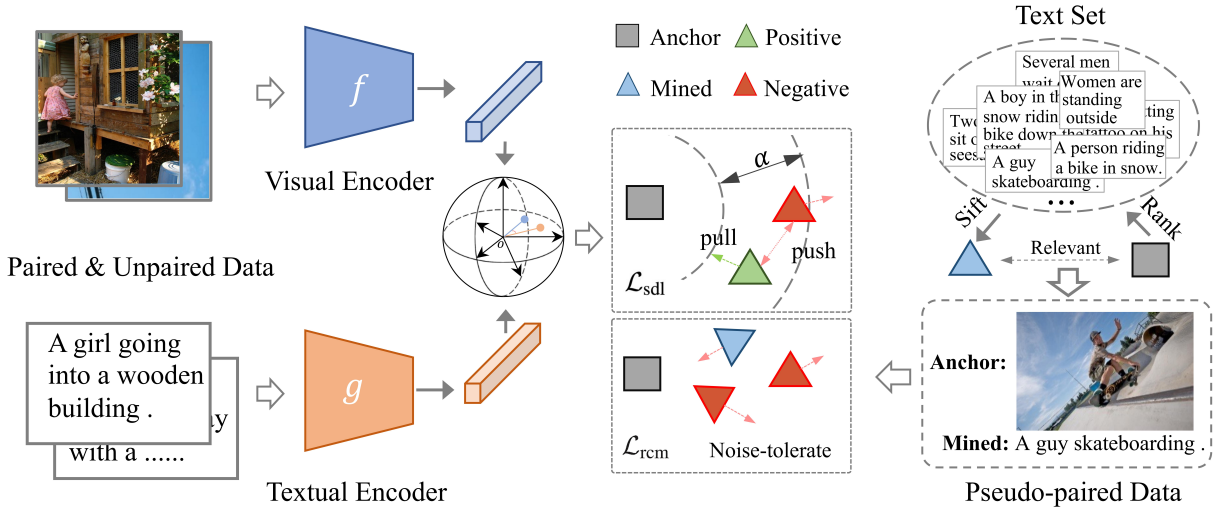 Paired & Unpaired Data
A girl going
into a wooden
building .
with a ......
f
Visual Encoder
g
Textual Encoder
o
Anchor
Positive
Mined
Negative
α
pull
push
ℒsdl
ℒrcm
Noise-tolerate
Text Set
Several men
wait
Women are
standing
outside
A boy in th
snow ridin
bike down the
street
Two
sit o
sees
tting
tattoo on his
A person riding
a bike in snow.
A guy
skateboarding .
...
Sift
Rank
Relevant
Anchor:
Mined: A guy skateboarding .
Pseudo-paired Data